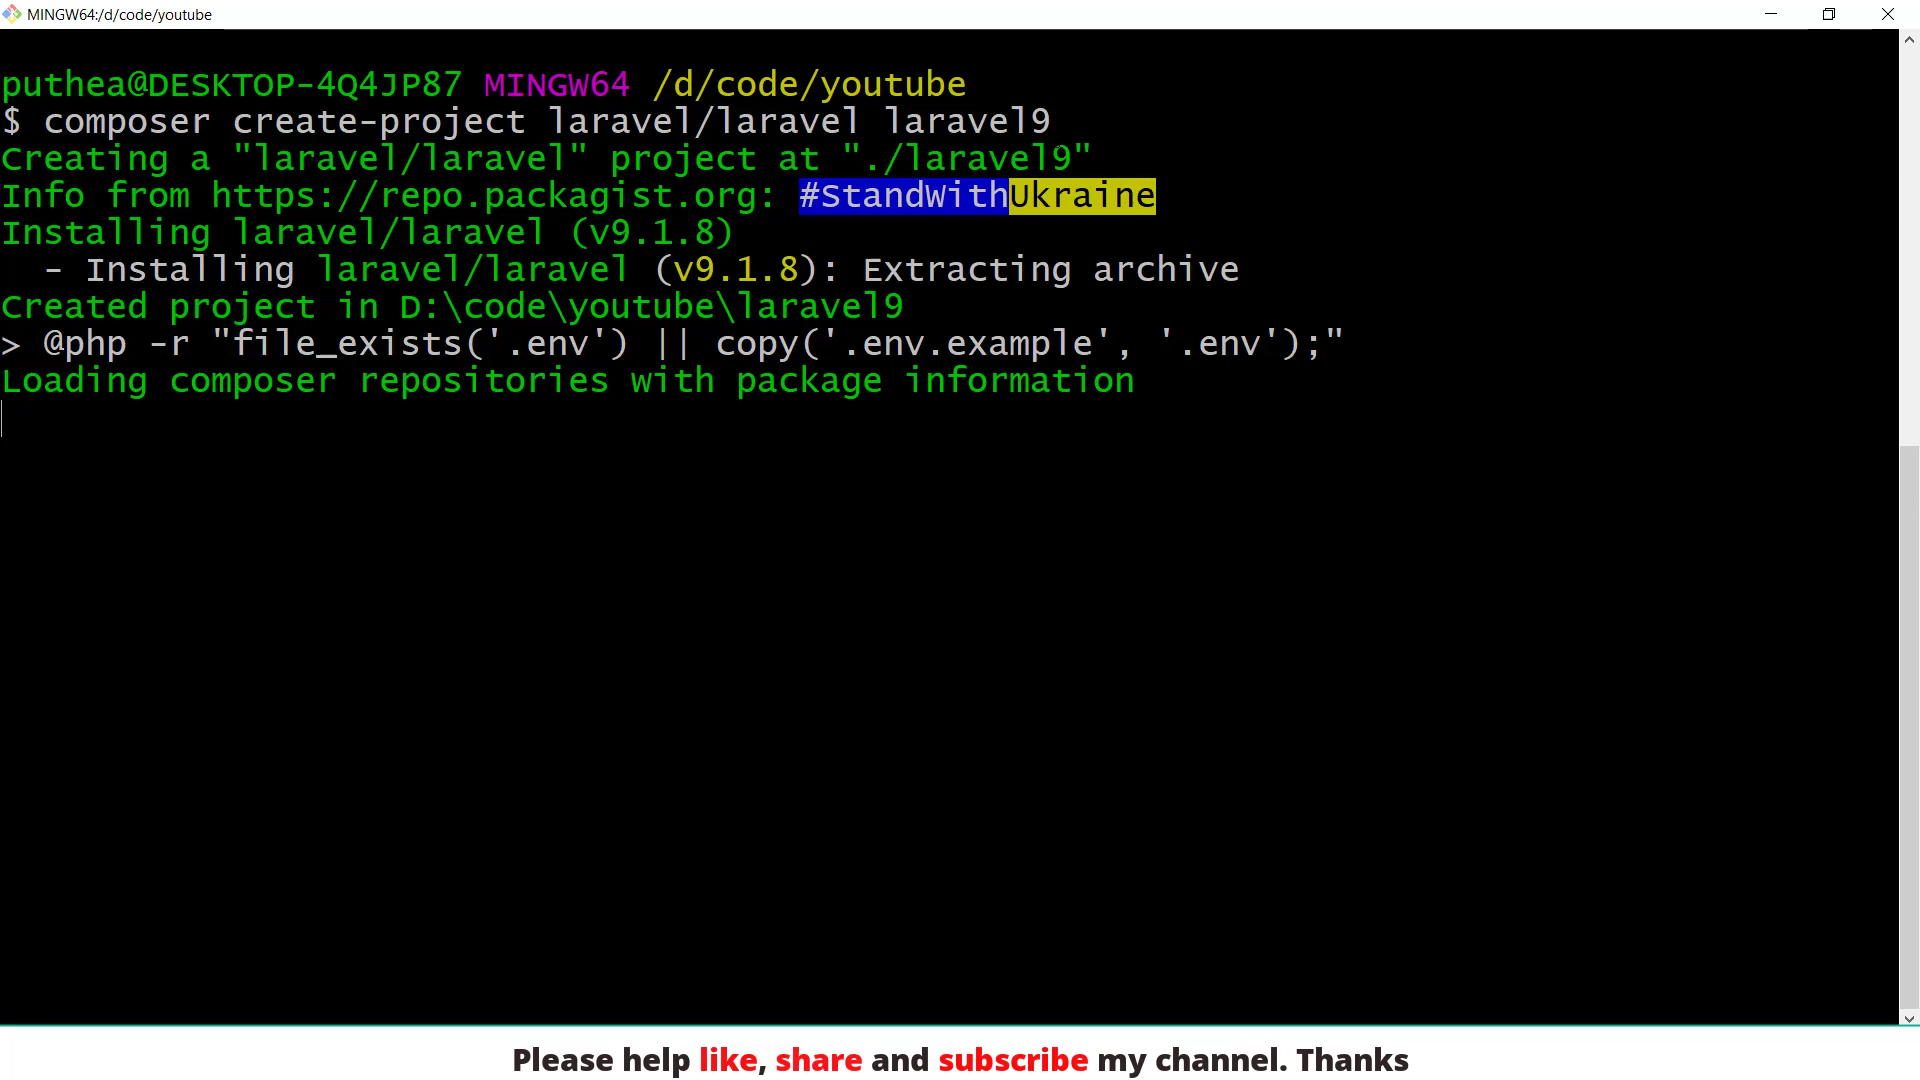 MINGW64:/d/code/youtube
puthea@DESKTOP-4Q4JP87 MINGW64 /d/code/youtube
$ composer create-project laravel/laravel laravel9
Creating a "laravel/laravel" project at "./laravel9"
Info from https://repo.packagist.org: #StandWithUkraine
Installing laravel/laravel (v9.1.8)
  - Installing laravel/laravel (v9.1.8): Extracting archive
Created project in D:\code\youtube\laravel9
> @php -r "file_exists('.env') || copy('.env.example', '.env');"
Loading composer repositories with package information
Please help like, share and subscribe my channel. Thanks